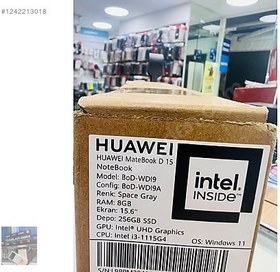 #1242213018
HUAWEI
HUAWEI MateBook D 15
NoteBook
Model: BoD-WDI9
Config: BoD-WDI9A
Renk: Space Gray
RAM: 8GB
Ekran: 15.6"
Depo: 256GB SSD
GPU: Intel® UHD Graphics
CPU: Intel i3-1115G4
OS: Windows 11
intel.
INSIDE™